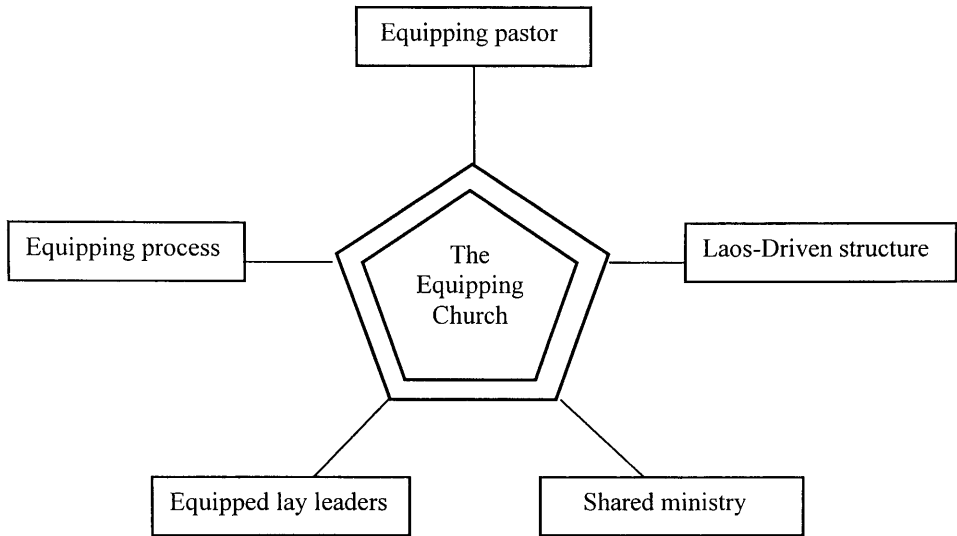 Equipping pastor
Equipping process
The
Equipping
Church
Laos-Driven structure
Equipped lay leaders
Shared ministry